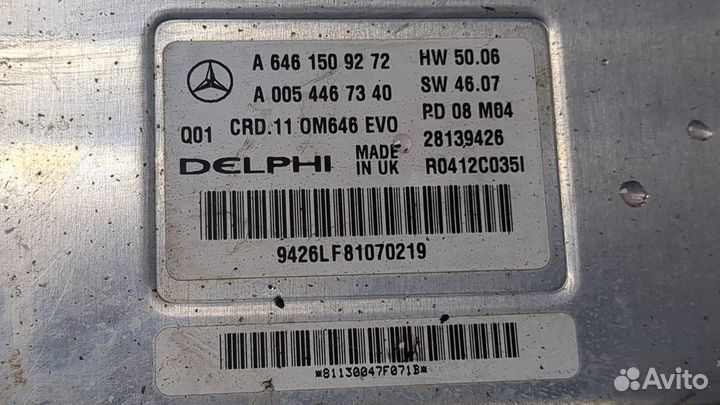 A 646 150 92 72 HW 50.06
A 005 446 73 40 SW 46.07
Q01 CRD.11 OM646 EVO PD 08 M04
28139426
DELPHI MADE IN UK R0412C035I
9426LF81070219
*81130047F071B*
Avito